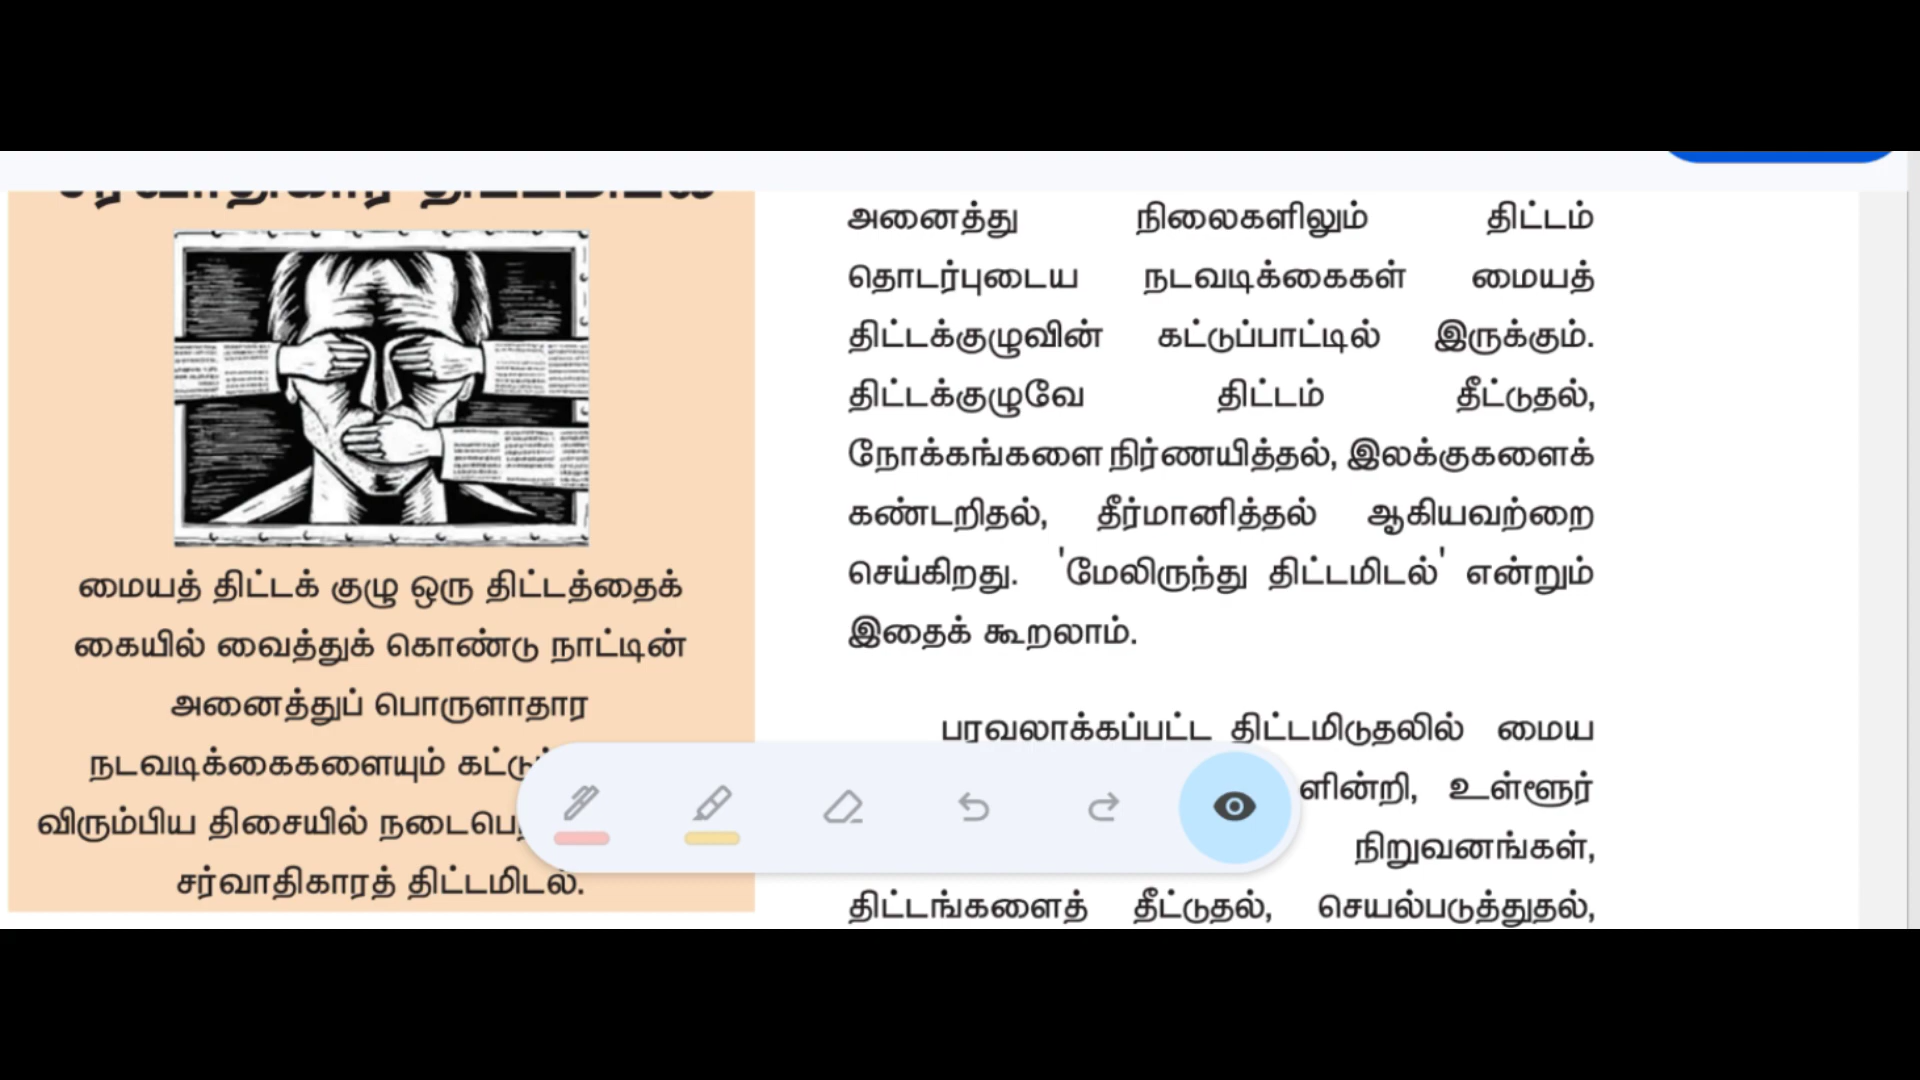 மையத் திட்டக் குழு ஒரு திட்டத்தைக்
கையில் வைத்துக் கொண்டு நாட்டின்
அனைத்துப் பொருளாதார
நடவடிக்கைகளையும்
விரும்பிய திசையில்
சர்வாதிகாரத் திட்டமிடல்.
அனைத்து நிலைகளிலும் திட்டம்
தொடர்புடைய நடவடிக்கைகள் மையத்
திட்டக்குழுவின் கட்டுப்பாட்டில் இருக்கும்.
திட்டக்குழுவே திட்டம் தீட்டுதல்,
நோக்கங்களை நிர்ணயித்தல், இலக்குகளைக்
கண்டறிதல், தீர்மானித்தல் ஆகியவற்றை
செய்கிறது. 'மேலிருந்து திட்டமிடல்' என்றும்
இதைக் கூறலாம்.
பரவலாக்கப்பட்ட திட்டமிடுதலில் மைய
உள்ளூர்
நிறுவனங்கள்,
திட்டங்களைத் தீட்டுதல், செயல்படுத்துதல்,